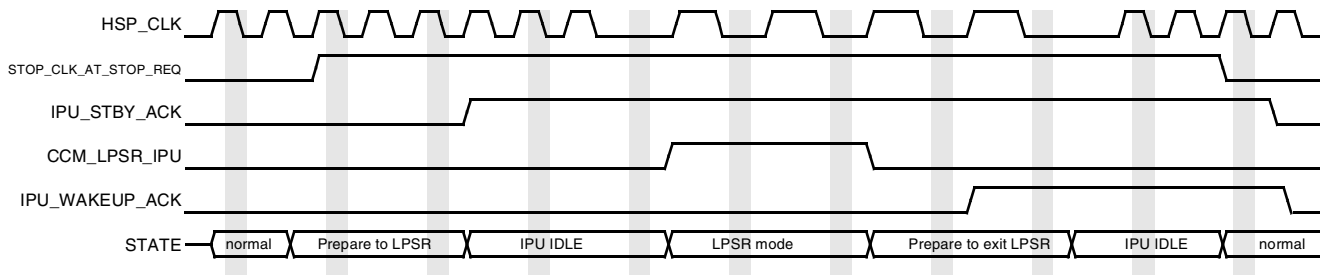 HSP_CLK
STOP_CLK_AT_STOP_REQ
IPU_STBY_ACK
CCM_LPSR_IPU
IPU_WAKEUP_ACK
STATE normal Prepare to LPSR IPU IDLE LPSR mode Prepare to exit LPSR IPU IDLE normal